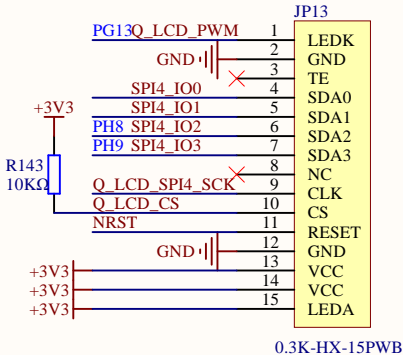 JP13
PG13 Q_LCD_PWM 1 LEDK
GND 2 GND
3 TE
SPI4_IO0 4 SDA0
+3V3 SPI4_IO1 5 SDA1
PH8 SPI4_IO2 6 SDA2
PH9 SPI4_IO3 7 SDA3
R143 8 NC
10KΩ Q_LCD_SPI4_SCK 9 CLK
Q_LCD_CS 10 CS
NRST 11 RESET
GND 12 GND
+3V3 13 VCC
+3V3 14 VCC
+3V3 15 LEDA
0.3K-HX-15PWB